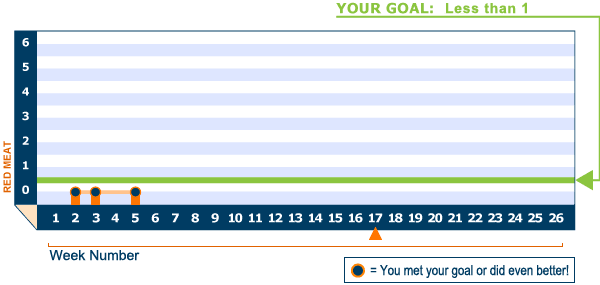 YOUR GOAL: Less than 1
6
5
4
3
2
1
0
RED MEAT
1 2 3 4 5 6 7 8 9 10 11 12 13 14 15 16 17 18 19 20 21 22 23 24 25 26
Week Number
= You met your goal or did even better!